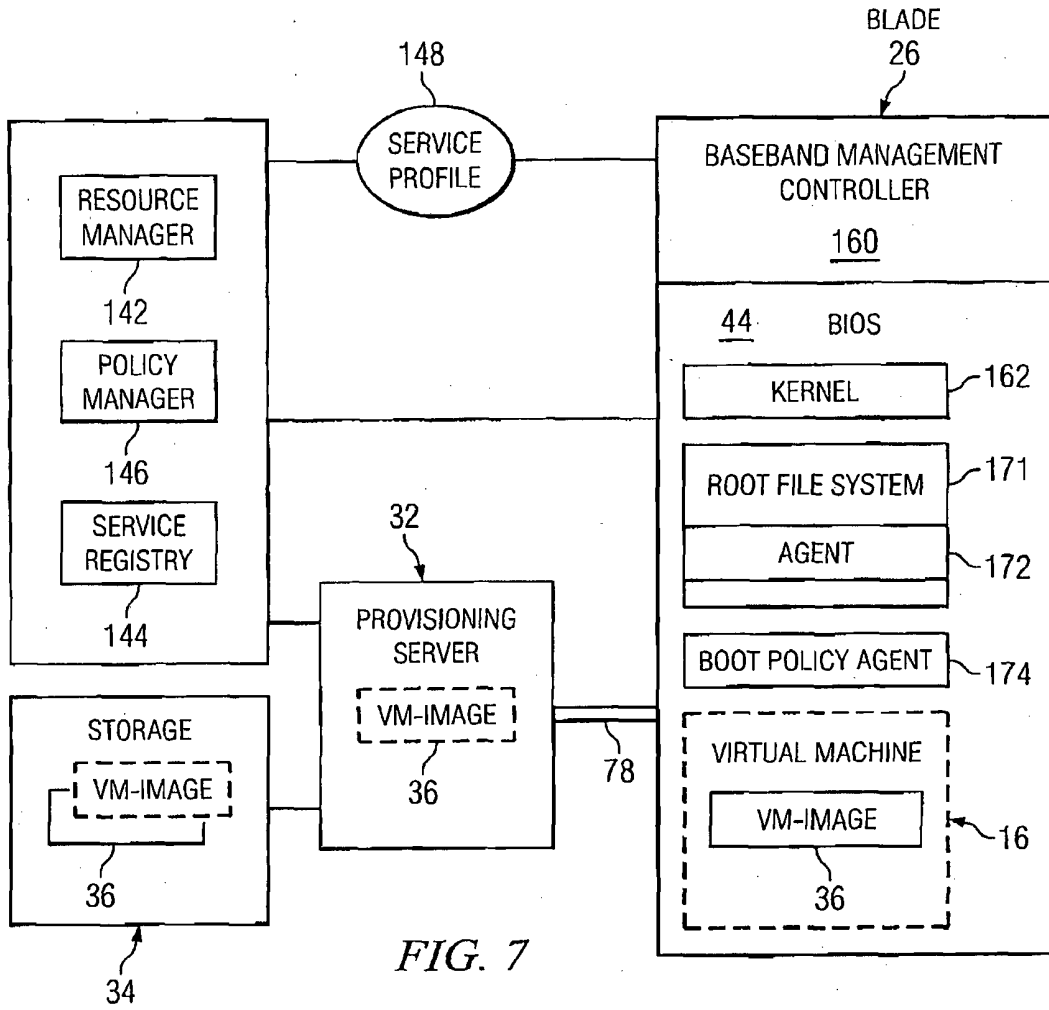 148
SERVICE
PROFILE
RESOURCE
MANAGER
142
POLICY
MANAGER
146
SERVICE
REGISTRY
144
STORAGE
VM-IMAGE
36
34
32
PROVISIONING
SERVER
VM-IMAGE
36
78
BLADE
26
BASEBAND MANAGEMENT
CONTROLLER
160
44 BIOS
KERNEL
162
ROOT FILE SYSTEM
171
AGENT
172
BOOT POLICY AGENT
174
VIRTUAL MACHINE
VM-IMAGE
36
16
FIG. 7